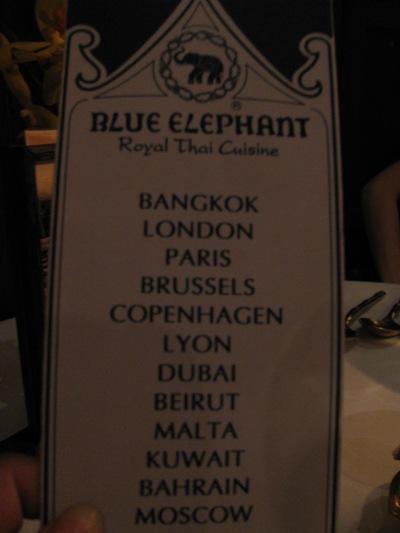 BLUE ELEPHANT®
Royal Thai Cuisine
BANGKOK
LONDON
PARIS
BRUSSELS
COPENHAGEN
LYON
DUBAI
BEIRUT
MALTA
KUWAIT
BAHRAIN
MOSCOW